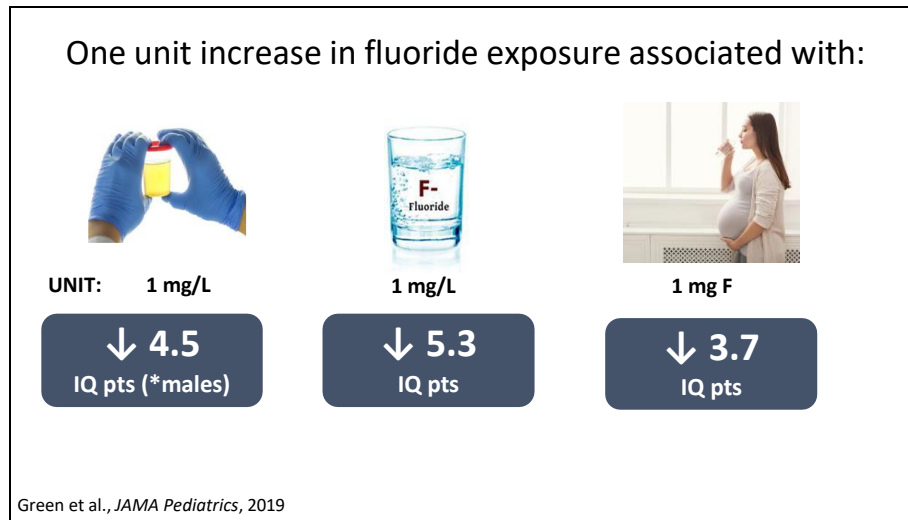 One unit increase in fluoride exposure associated with:
F-
Fluoride
UNIT: 1 mg/L
1 mg/L
1 mg F
↓ 4.5
IQ pts (*males)
↓ 5.3
IQ pts
↓ 3.7
IQ pts
Green et al., JAMA Pediatrics, 2019